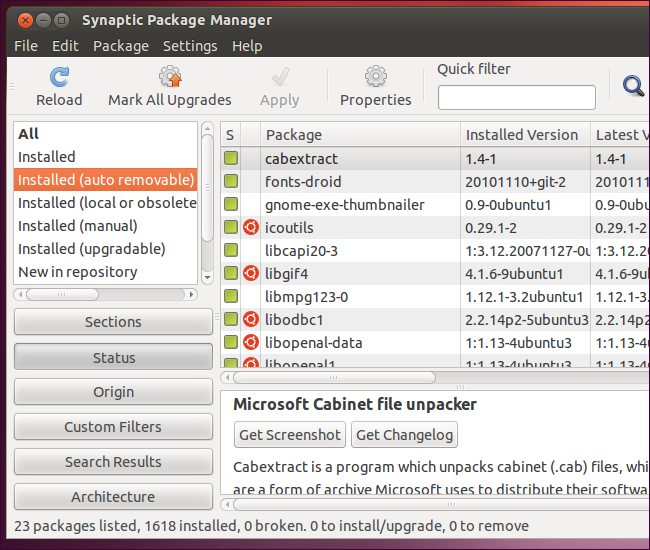 Synaptic Package Manager
File Edit Package Settings Help
Reload Mark All Upgrades Apply Properties Quick filter
All
Installed
Installed (auto removable)
Installed (local or obsolete
Installed (manual)
Installed (upgradable)
New in repository
Sections
Status
Origin
Custom Filters
Search Results
Architecture
S Package Installed Version Latest V
cabextract 1.4-1 1.4-1
fonts-droid 20101110+git-2 2010111
gnome-exe-thumbnailer 0.9-0ubuntu1 0.9-0ub
icoutils 0.29.1-2 0.29.1-2
libcapi20-3 1:3.12.20071127-0u 1:3.12.20
libgif4 4.1.6-9ubuntu1 4.1.6-9u
libmpg123-0 1.12.1-3.2ubuntu1 1.12.1-3
libodbc1 2.2.14p2-5ubuntu3 2.2.14p2
libopenal-data 1:1.13-4ubuntu3 1:1.13-4
libopenal1 1:1.13-4ubuntu3 1:1.13-4
Microsoft Cabinet file unpacker
Get Screenshot Get Changelog
Cabextract is a program which unpacks cabinet (.cab) files, whi
are a form of archive Microsoft uses to distribute their softwa
23 packages listed, 1618 installed, 0 broken. 0 to install/upgrade, 0 to remove